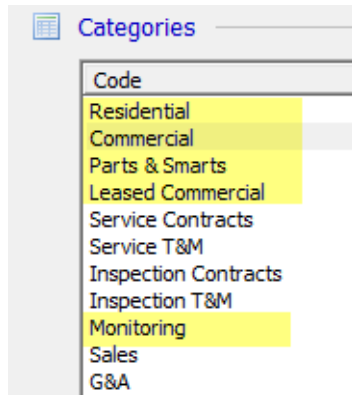 Categories
Code
Residential
Commercial
Parts & Smarts
Leased Commercial
Service Contracts
Service T&M
Inspection Contracts
Inspection T&M
Monitoring
Sales
G&A